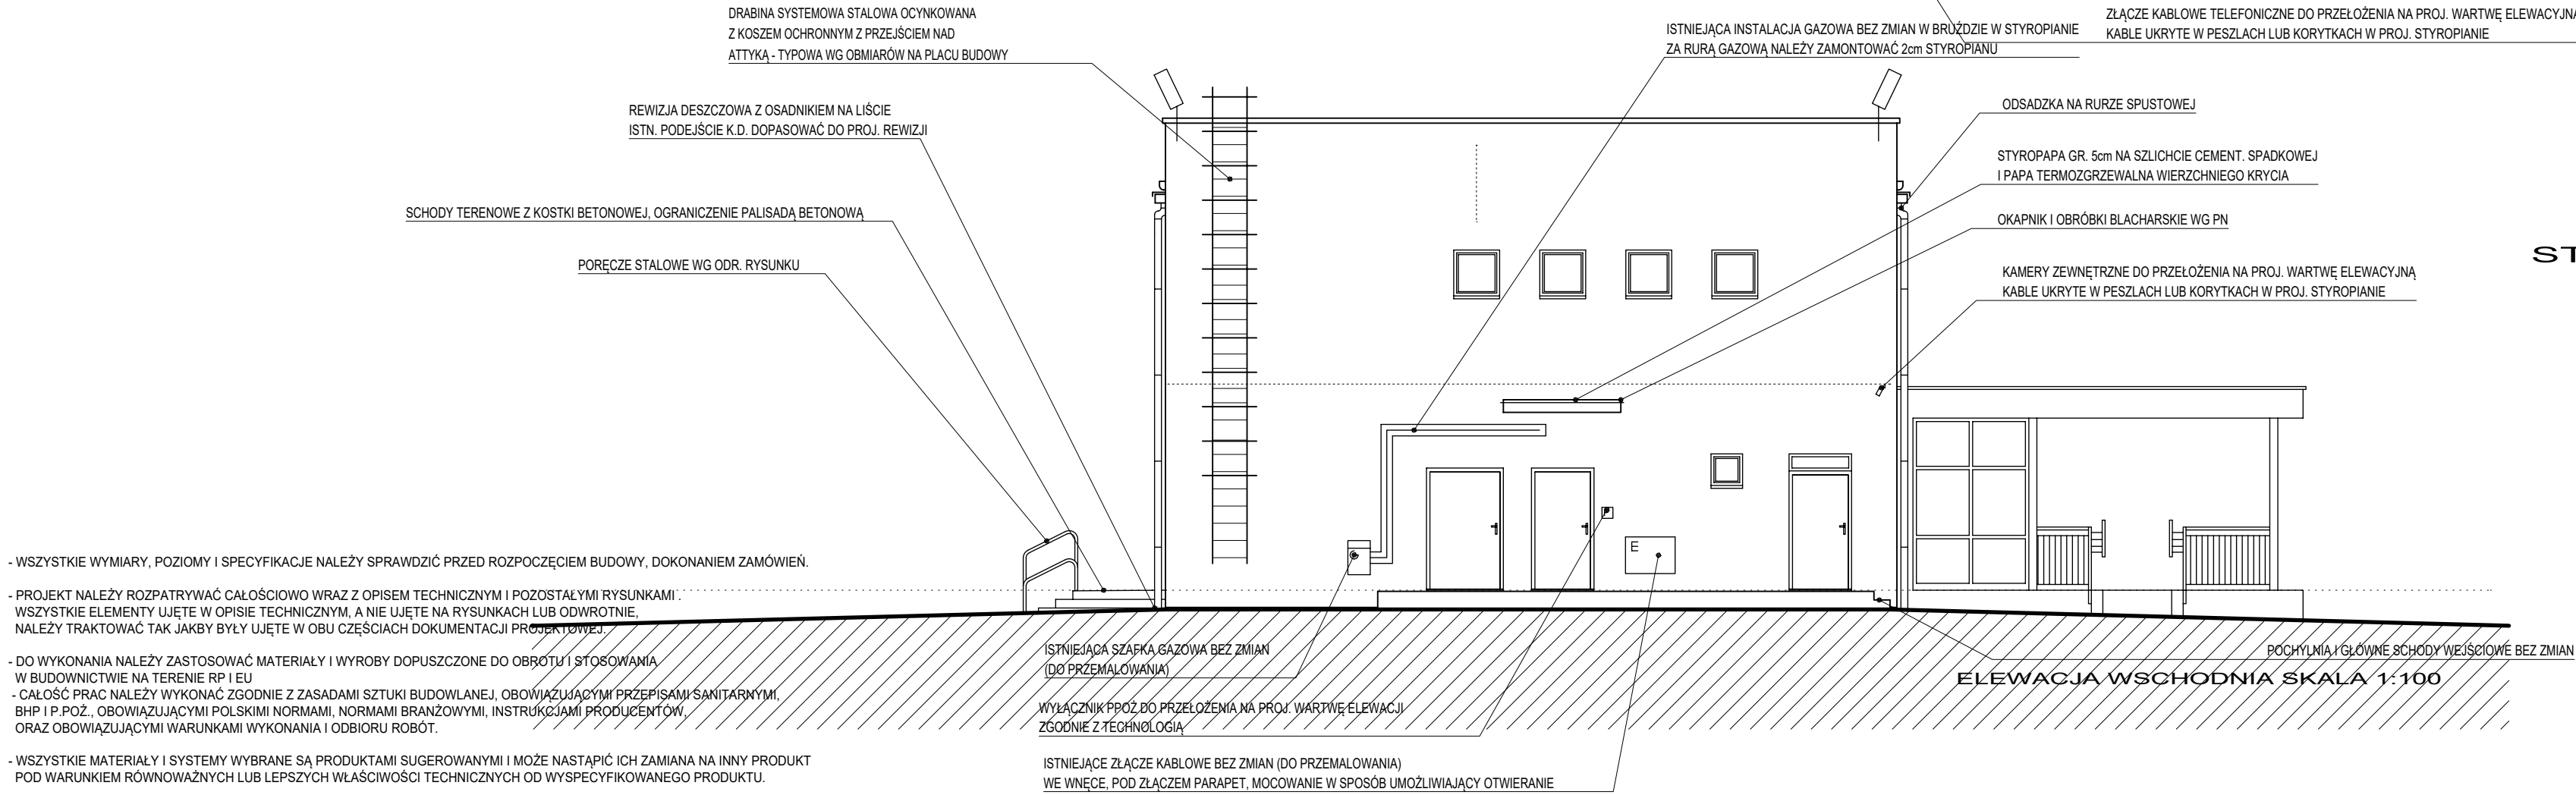 DRABINA SYSTEMOWA STALOWA OCYNKOWANA
Z KOSZEM OCHRONNYM Z PRZEJŚCIEM NAD
ATTYKĄ - TYPOWA WG OBMIARÓW NA PLACU BUDOWY
ISTNIEJĄCA INSTALACJA GAZOWA BEZ ZMIAN W BRUŹDZIE W STYROPIANIE
ZA RURĄ GAZOWĄ NALEŻY ZAMONTOWAĆ 2cm STYROPIANU
ZŁĄCZE KABLOWE TELEFONICZNE DO PRZEŁOŻENIA NA PROJ. WARTWĘ ELEWACYJNĄ
KABLE UKRYTE W PESZLACH LUB KORYTKACH W PROJ. STYROPIANIE
REWIZJA DESZCZOWA Z OSADNIKIEM NA LIŚCIE
ISTN. PODEJŚCIE K.D. DOPASOWAĆ DO PROJ. REWIZJI
ODSADZKA NA RURZE SPUSTOWEJ
STYROPAPA GR. 5cm NA SZLICHCIE CEMENT. SPADKOWEJ
I PAPA TERMOZGRZEWALNA WIERZCHNIEGO KRYCIA
SCHODY TERENOWE Z KOSTKI BETONOWEJ, OGRANICZENIE PALISADĄ BETONOWĄ
OKAPNIK I OBRÓBKI BLACHARSKIE WG PN
ST
PORĘCZE STALOWE WG ODR. RYSUNKU
KAMERY ZEWNĘTRZNE DO PRZEŁOŻENIA NA PROJ. WARTWĘ ELEWACYJNĄ
KABLE UKRYTE W PESZLACH LUB KORYTKACH W PROJ. STYROPIANIE
E
- WSZYSTKIE WYMIARY, POZIOMY I SPECYFIKACJE NALEŻY SPRAWDZIĆ PRZED ROZPOCZĘCIEM BUDOWY, DOKONANIEM ZAMÓWIEŃ.
- PROJEKT NALEŻY ROZPATRYWAĆ CAŁOŚCIOWO WRAZ Z OPISEM TECHNICZNYM I POZOSTAŁYMI RYSUNKAMI .
WSZYSTKIE ELEMENTY UJĘTE W OPISIE TECHNICZNYM, A NIE UJĘTE NA RYSUNKACH LUB ODWROTNIE,
NALEŻY TRAKTOWAĆ TAK JAKBY BYŁY UJĘTE W OBU CZĘŚCIACH DOKUMENTACJI PROJEKTOWEJ.
- DO WYKONANIA NALEŻY ZASTOSOWAĆ MATERIAŁY I WYROBY DOPUSZCZONE DO OBROTU I STOSOWANIA
W BUDOWNICTWIE NA TERENIE RP I EU
- CAŁOŚĆ PRAC NALEŻY WYKONAĆ ZGODNIE Z ZASADAMI SZTUKI BUDOWLANEJ, OBOWIĄZUJĄCYMI PRZEPISAMI SANITARNYMI,
BHP I P.POŻ., OBOWIĄZUJĄCYMI POLSKIMI NORMAMI, NORMAMI BRANŻOWYMI, INSTRUKCJAMI PRODUCENTÓW,
ORAZ OBOWIĄZUJĄCYMI WARUNKAMI WYKONANIA I ODBIORU ROBÓT.
- WSZYSTKIE MATERIAŁY I SYSTEMY WYBRANE SĄ PRODUKTAMI SUGEROWANYMI I MOŻE NASTĄPIĆ ICH ZAMIANA NA INNY PRODUKT
POD WARUNKIEM RÓWNOWAŻNYCH LUB LEPSZYCH WŁAŚCIWOŚCI TECHNICZNYCH OD WYSPECYFIKOWANEGO PRODUKTU.
ISTNIEJĄCA SZAFKA GAZOWA BEZ ZMIAN
(DO PRZEMALOWANIA)
POCHYLNIA I GŁÓWNE SCHODY WEJŚCIOWE BEZ ZMIAN
ELEWACJA WSCHODNIA SKALA 1:100
WYŁĄCZNIK PPOŻ DO PRZEŁOŻENIA NA PROJ. WARTWĘ ELEWACJI
ZGODNIE Z TECHNOLOGIĄ
ISTNIEJĄCE ZŁĄCZE KABLOWE BEZ ZMIAN (DO PRZEMALOWANIA)
WE WNĘCE, POD ZŁĄCZEM PARAPET, MOCOWANIE W SPOSÓB UMOŻLIWIAJĄCY OTWIERANIE